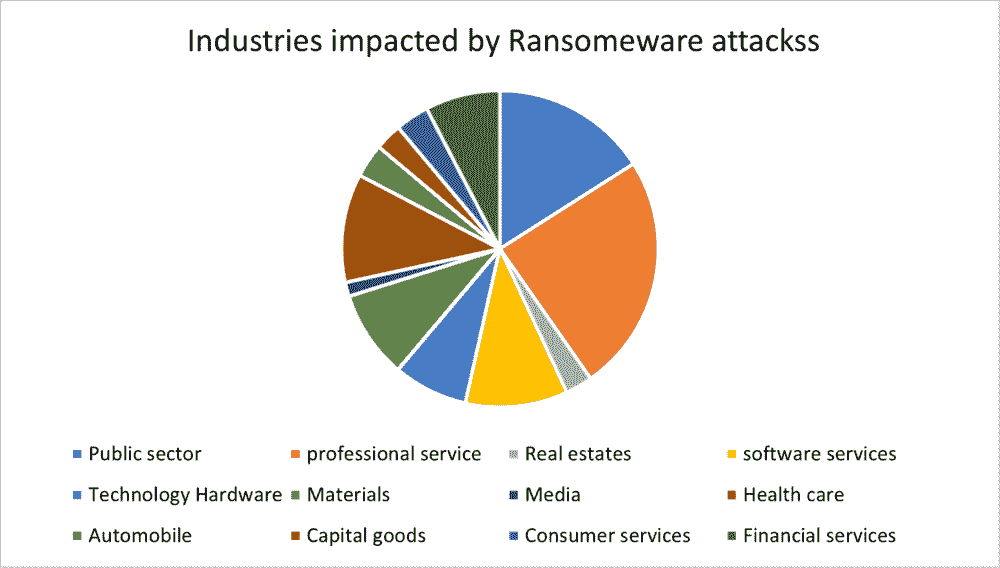 Industries impacted by Ransomeware attackss
Public sector professional service Real estates software services
Technology Hardware Materials Media Health care
Automobile Capital goods Consumer services Financial services